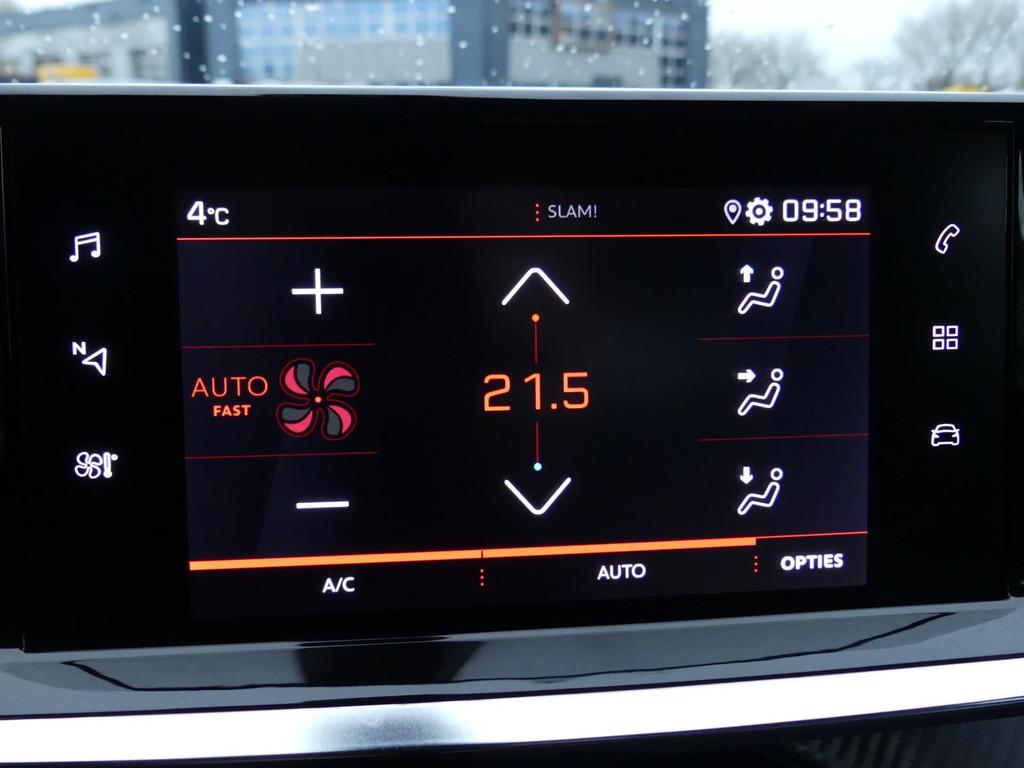 4°C
SLAM!
09:58
N
AUTO
FAST
21.5
A/C
AUTO
OPTIES